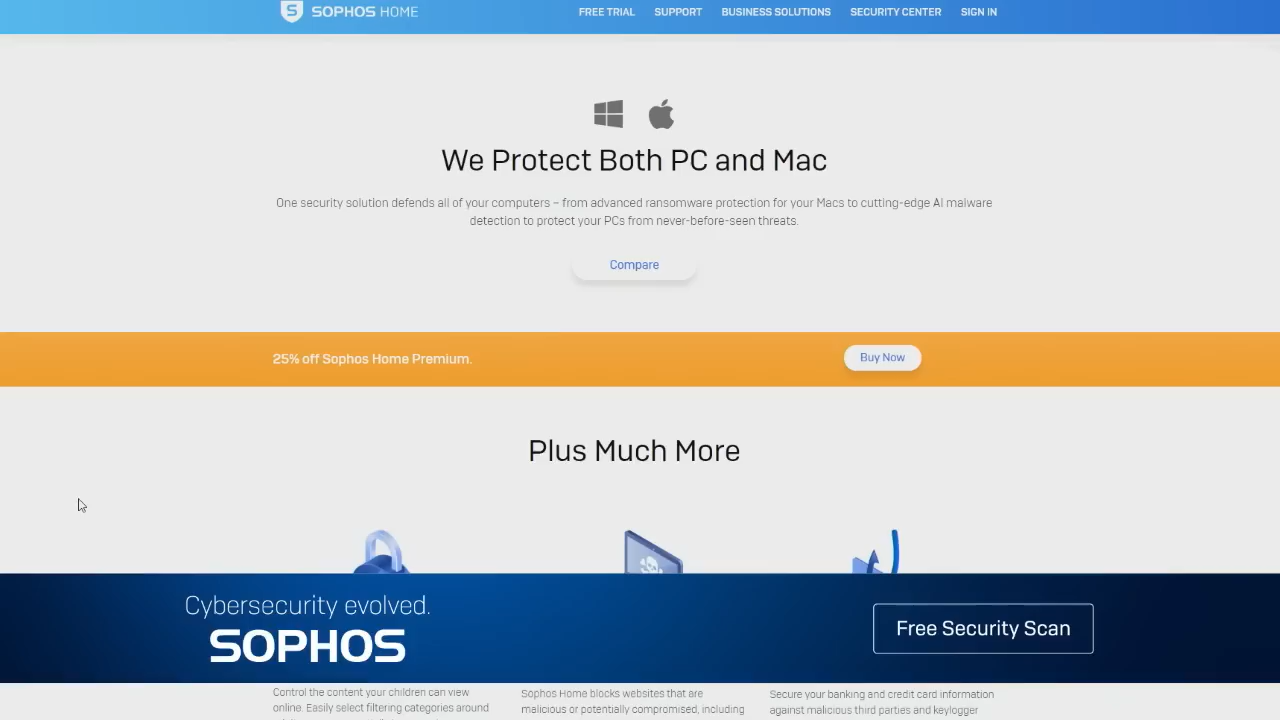 SOPHOS HOME
FREE TRIAL SUPPORT BUSINESS SOLUTIONS SECURITY CENTER SIGN IN
We Protect Both PC and Mac
One security solution defends all of your computers – from advanced ransomware protection for your Macs to cutting-edge AI malware
detection to protect your PCs from never-before-seen threats.
Compare
25% off Sophos Home Premium.
Buy Now
Plus Much More
Cybersecurity evolved.
SOPHOS
Free Security Scan
Control the content your children can view
online. Easily select filtering categories around
Sophos Home blocks websites that are
malicious or potentially compromised, including
Secure your banking and credit card information
against malicious third parties and keylogger